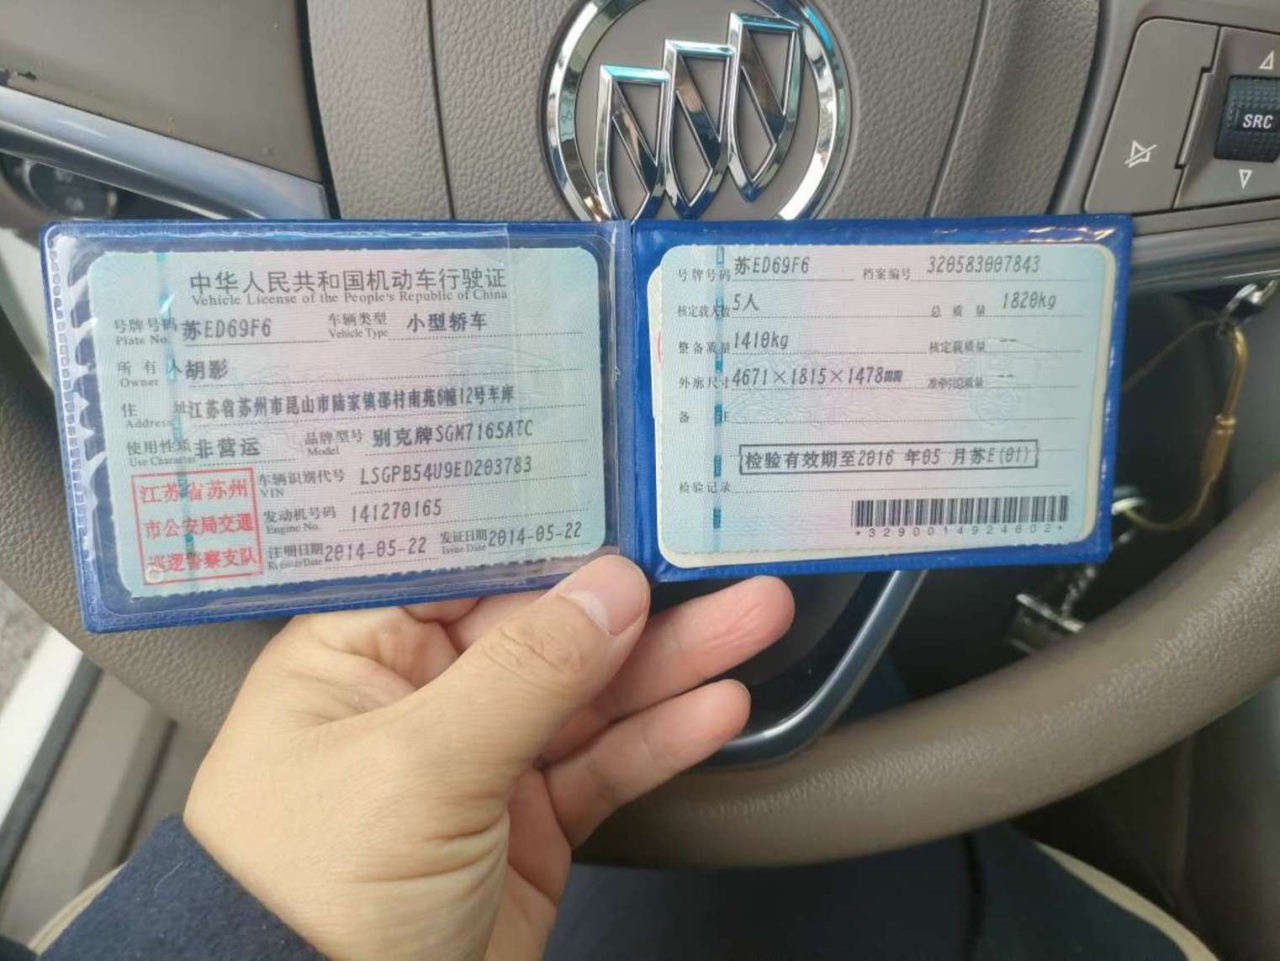 中华人民共和国机动车行驶证
Vehicle License of the People's Republic of China
号牌号码 苏ED69F6 车辆类型 小型轿车
Plate No. Vehicle Type
所有人 胡影
Owner
住址 江苏省苏州市昆山市陆家镇邵村南苑6幢12号车库
Address
使用性质 非营运 品牌型号 别克牌SGM7165ATC
Use Character Model
江苏省苏州
市公安局交通
巡逻警察支队
车辆识别代号 LSGPB54U9ED203783
VIN
发动机号码 141270165
Engine No.
注册日期 2014-05-22 发证日期 2014-05-22
Register Date Issue Date
号牌号码 苏ED69F6 档案编号 320583007843
核定载人数 5人 总质量 1820kg
整备质量 1410kg 核定载质量 --
外廓尺寸 4671×1815×1478mm 准牵引总质量 --
备注
检验有效期至2016 年05 月苏E(01)
检验记录
*3290014924602*
SRC